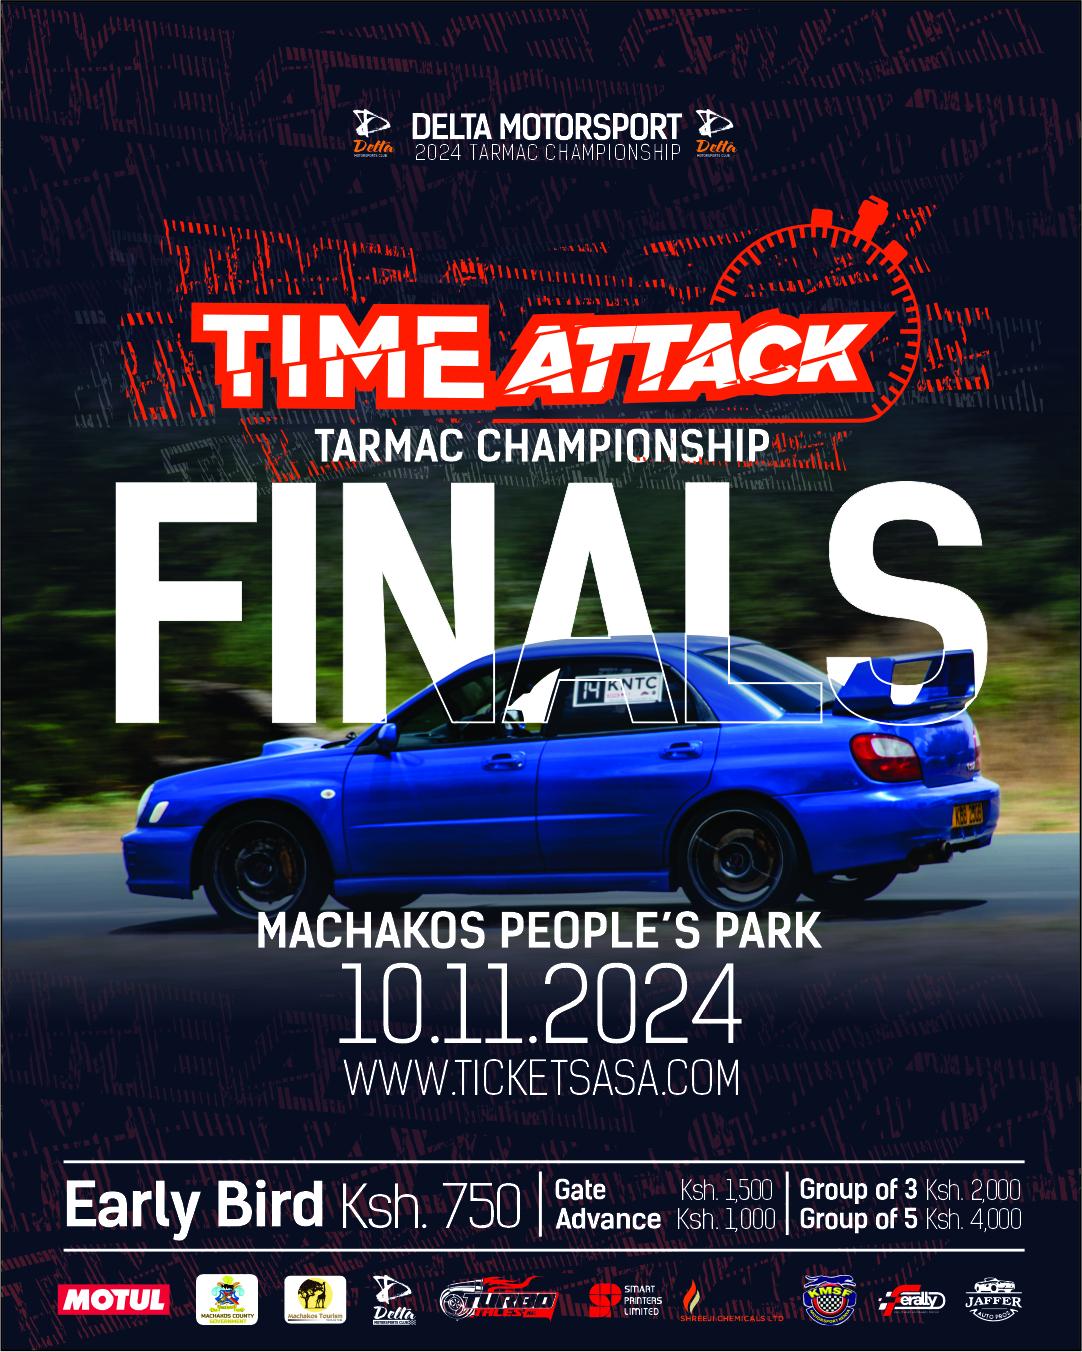 DELTA MOTORSPORT
2024 TARMAC CHAMPIONSHIP
Delta
MOTORSPORTS CLUB
Delta
MOTORSPORTS CLUB
TIME ATTACK
TARMAC CHAMPIONSHIP
FINALS
14 KNTC
MACHAKOS PEOPLE'S PARK
10.11.2024
WWW.TICKETSASA.COM
Early Bird Ksh. 750
Gate Ksh. 1,500
Advance Ksh. 1,000
Group of 3 Ksh. 2,000
Group of 5 Ksh. 4,000
MOTUL
MACHAKOS COUNTY
GOVERNMENT
Machakos Tourism
Delta
MOTORSPORTS CLUB
TURBO
SMART
PRINTERS
LIMITED
SHREEJI CHEMICALS LTD
KMSF
ferally
JAFFER
AUTO PROS